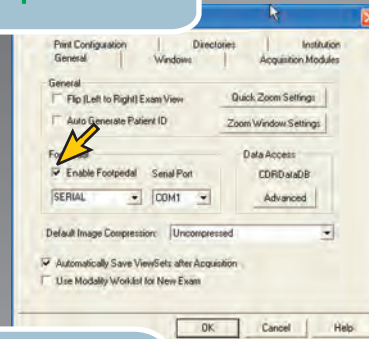 Print Configuration Directories Institution
General Windows Acquisition Modules
General
Flip (Left to Right) Exam View Quick Zoom Settings
Auto Generate Patient ID Zoom Window Settings
Data Access
Enable Footpedal Serial Port CDRDataDB
SERIAL COM1 Advanced
Default Image Compression: Uncompressed
Automatically Save ViewSets after Acquisition
Use Modality Worklist for New Exam
OK Cancel Help